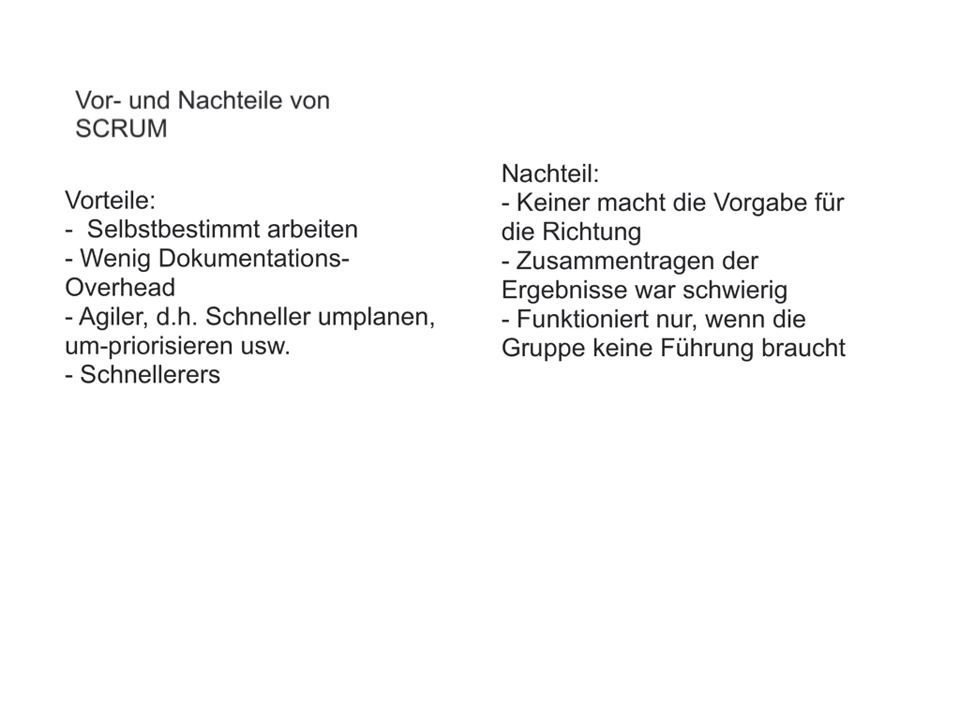 Vor- und Nachteile von
SCRUM
Vorteile:
-  Selbstbestimmt arbeiten
- Wenig Dokumentations-
Overhead
- Agiler, d.h. Schneller umplanen,
um-priorisieren usw.
- Schnellerers
Nachteil:
- Keiner macht die Vorgabe für
die Richtung
- Zusammentragen der
Ergebnisse war schwierig
- Funktioniert nur, wenn die
Gruppe keine Führung braucht